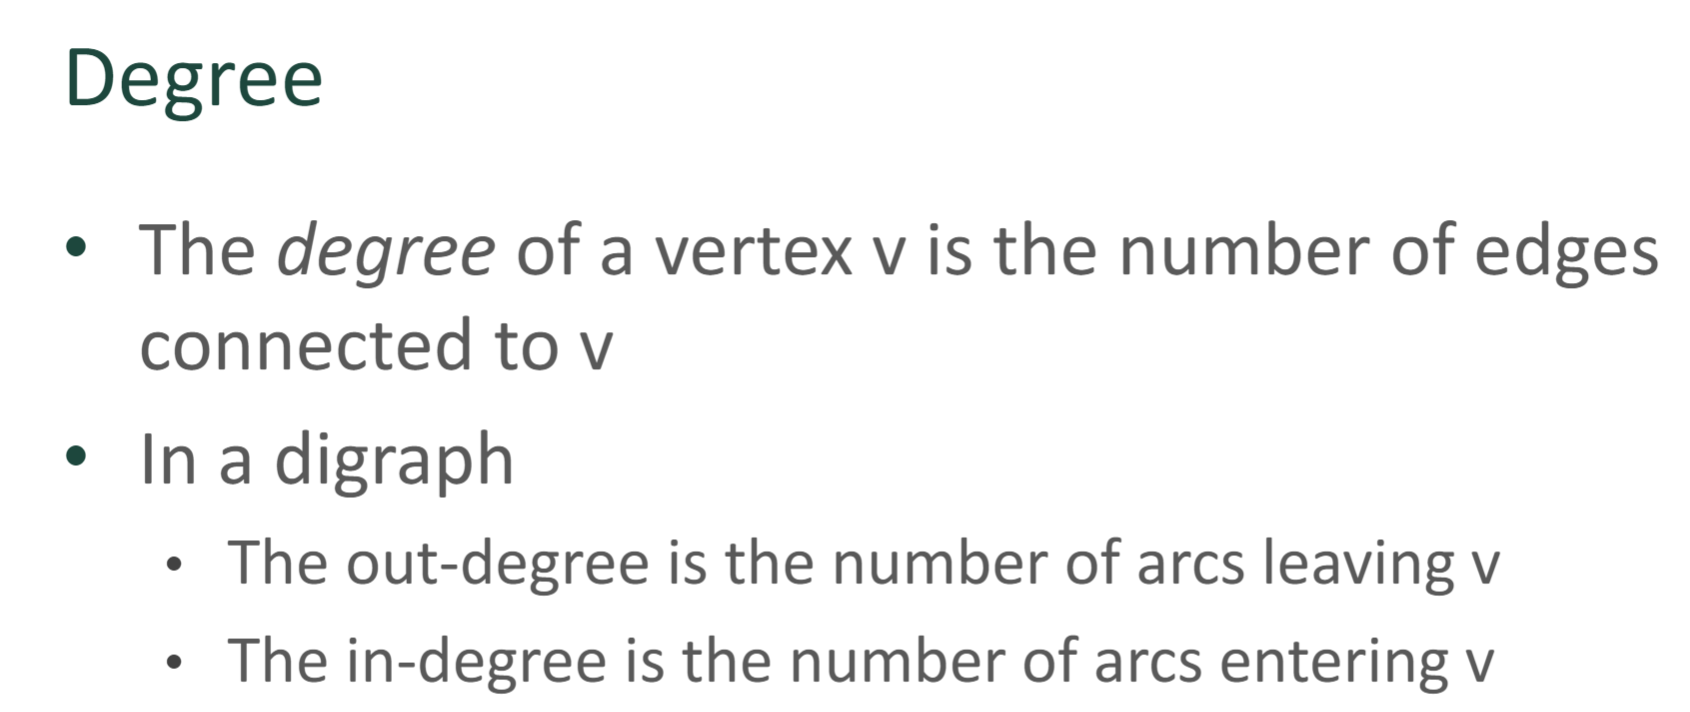 Degree
• The degree of a vertex v is the number of edges
connected to v
• In a digraph
• The out-degree is the number of arcs leaving v
• The in-degree is the number of arcs entering v